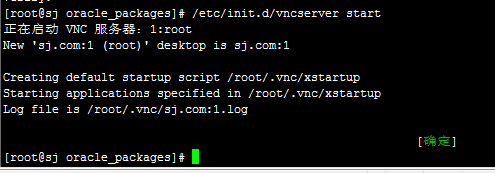 [root@sj oracle_packages]# /etc/init.d/vncserver start
正在启动 VNC 服务器：1:root
New 'sj.com:1 (root)' desktop is sj.com:1
Creating default startup script /root/.vnc/xstartup
Starting applications specified in /root/.vnc/xstartup
Log file is /root/.vnc/sj.com:1.log
[确定]
[root@sj oracle_packages]#